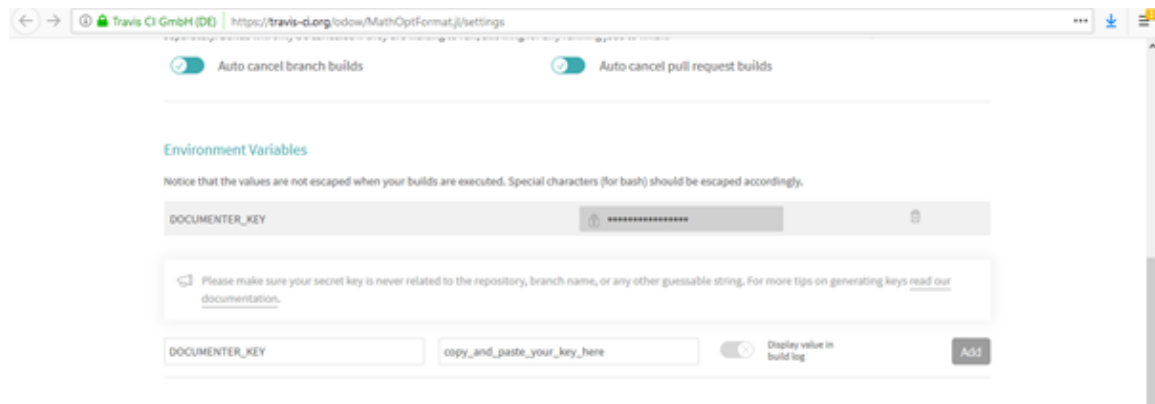 Travis CI GmbH (DE) https://travis-ci.org/odow/MathOptFormat.jl/settings
Auto cancel branch builds Auto cancel pull request builds
Environment Variables
Notice that the values are not escaped when your builds are executed. Special characters (for bash) should be escaped accordingly.
DOCUMENTER_KEY ••••••••••••••••
Please make sure your secret key is never related to the repository, branch name, or any other guessable string. For more tips on generating keys read our
documentation.
DOCUMENTER_KEY copy_and_paste_your_key_here Display value in
build log Add